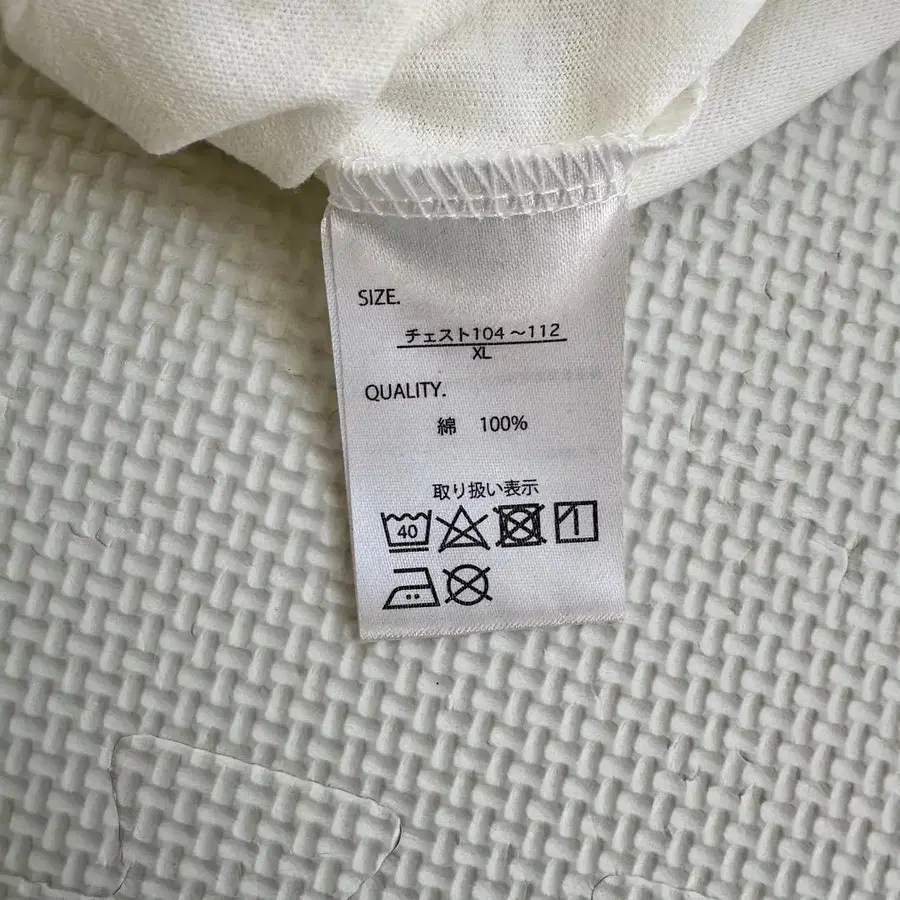 SIZE.
チェスト104～112
XL
QUALITY.
綿 100%
取り扱い表示
40